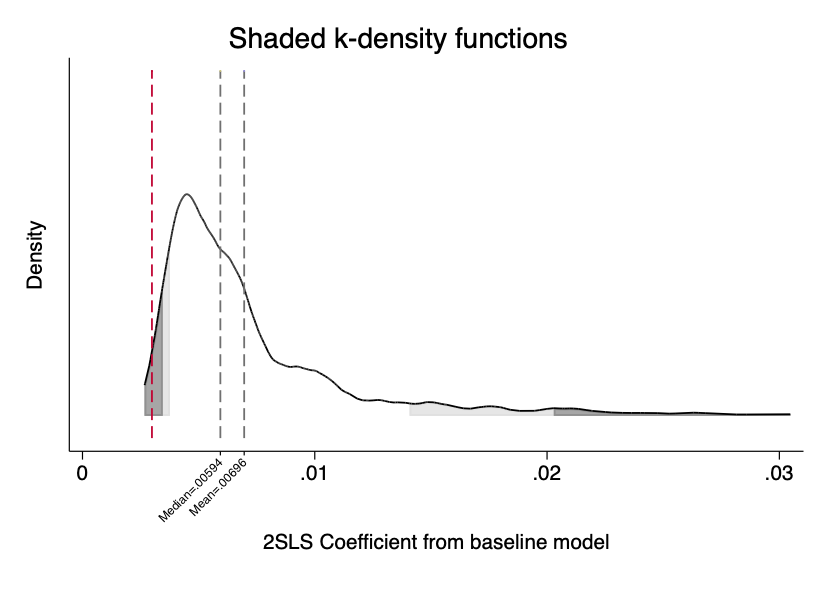 Shaded k-density functions
Density
0 .01 .02 .03
Median=.00594
Mean=.00696
2SLS Coefficient from baseline model